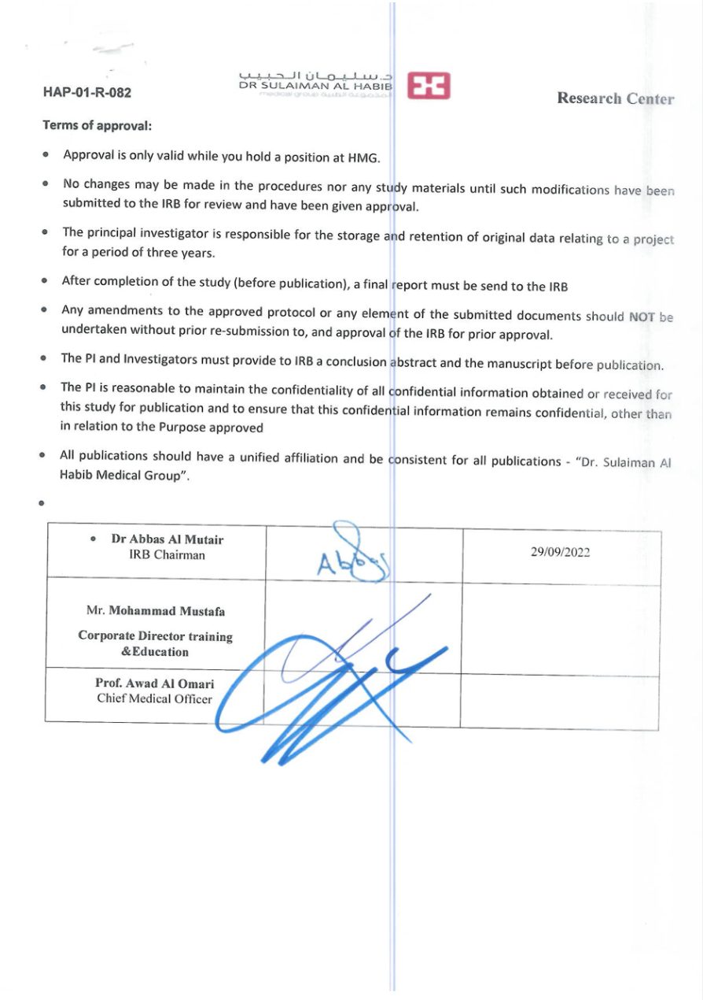 د. سليمان الحبيب
DR SULAIMAN AL HABIB
medical group المجموعة الطبية
HAP-01-R-082
Research Center
Terms of approval:
• Approval is only valid while you hold a position at HMG.
• No changes may be made in the procedures nor any study materials until such modifications have been
submitted to the IRB for review and have been given approval.
• The principal investigator is responsible for the storage and retention of original data relating to a project
for a period of three years.
• After completion of the study (before publication), a final report must be send to the IRB
• Any amendments to the approved protocol or any element of the submitted documents should NOT be
undertaken without prior re-submission to, and approval of the IRB for prior approval.
• The PI and Investigators must provide to IRB a conclusion abstract and the manuscript before publication.
• The PI is reasonable to maintain the confidentiality of all confidential information obtained or received for
this study for publication and to ensure that this confidential information remains confidential, other than
in relation to the Purpose approved
• All publications should have a unified affiliation and be consistent for all publications - “Dr. Sulaiman Al
Habib Medical Group”.
•
• Dr Abbas Al Mutair
IRB Chairman
Abbas
29/09/2022
Mr. Mohammad Mustafa
Corporate Director training
&Education
Prof. Awad Al Omari
Chief Medical Officer